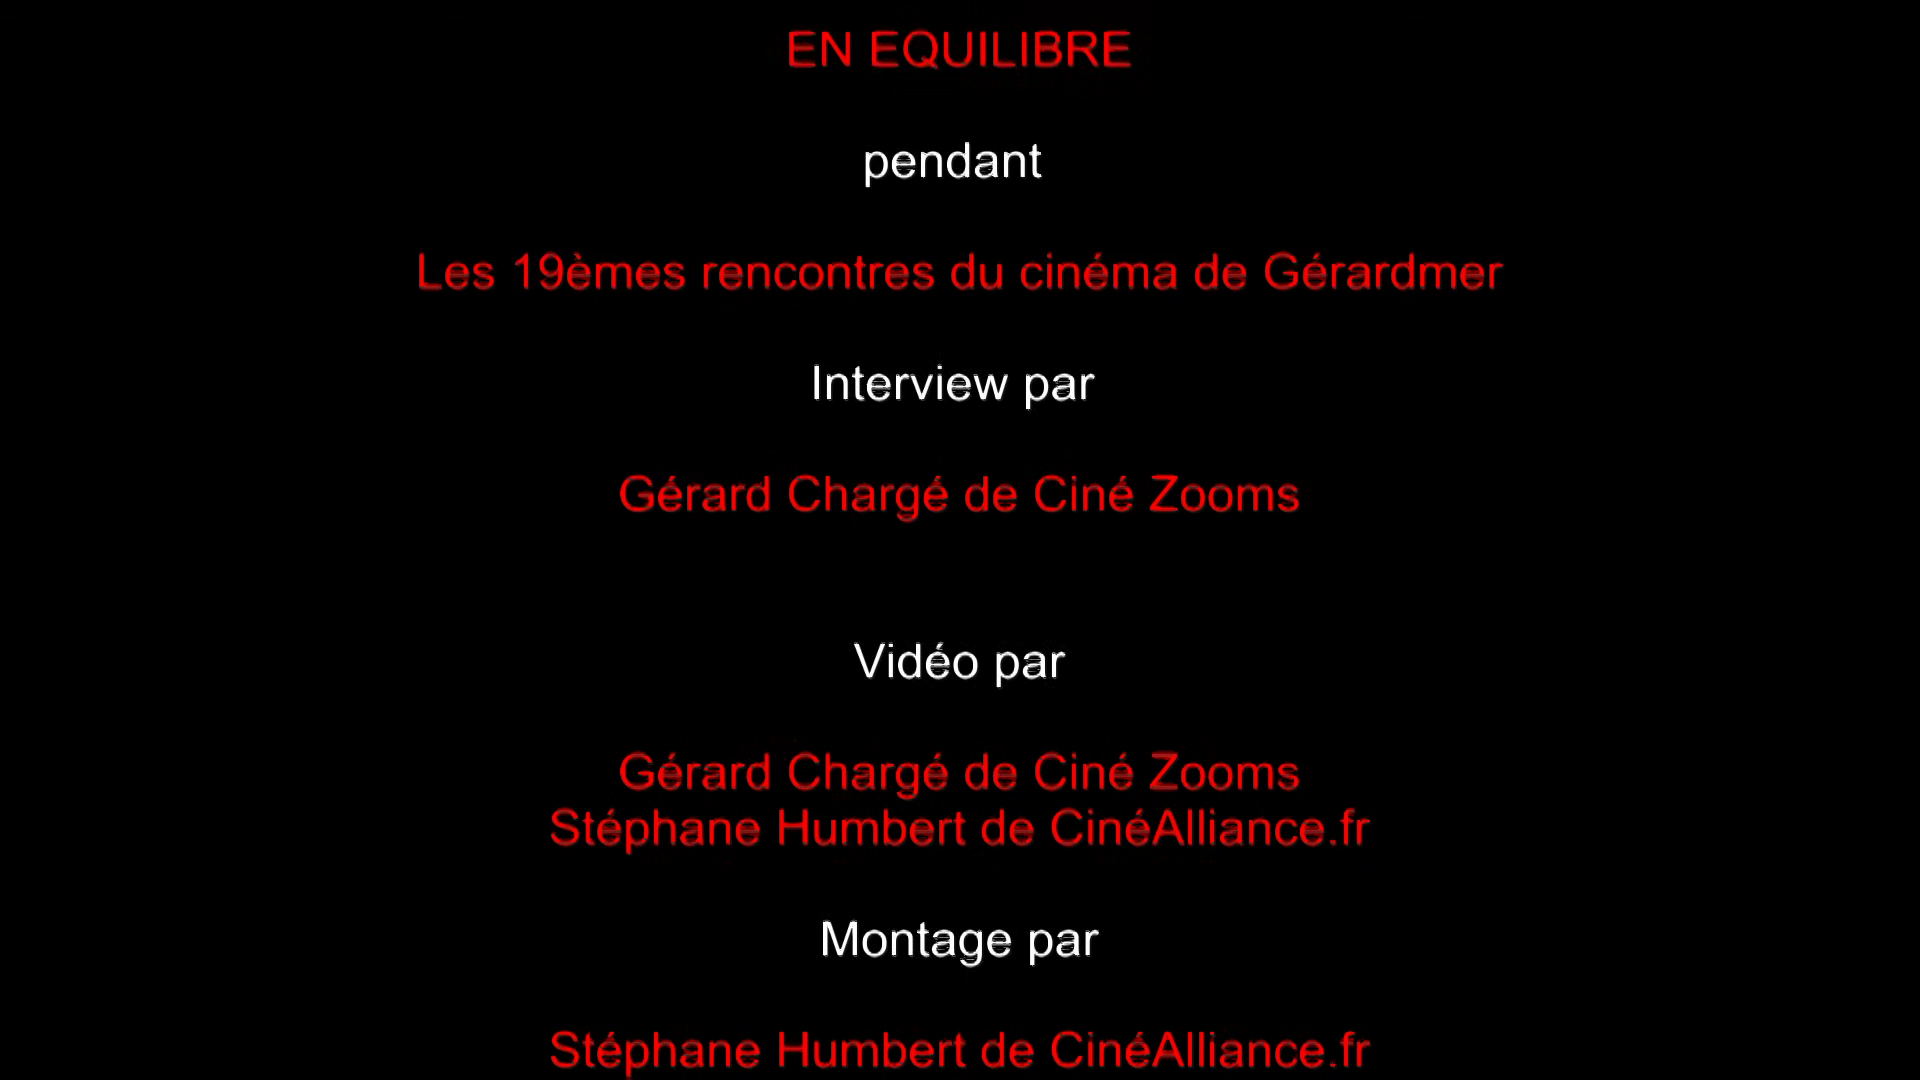 EN EQUILIBRE
pendant
Les 19èmes rencontres du cinéma de Gérardmer
Interview par
Gérard Chargé de Ciné Zooms
Vidéo par
Gérard Chargé de Ciné Zooms
Stéphane Humbert de CinéAlliance.fr
Montage par
Stéphane Humbert de CinéAlliance.fr